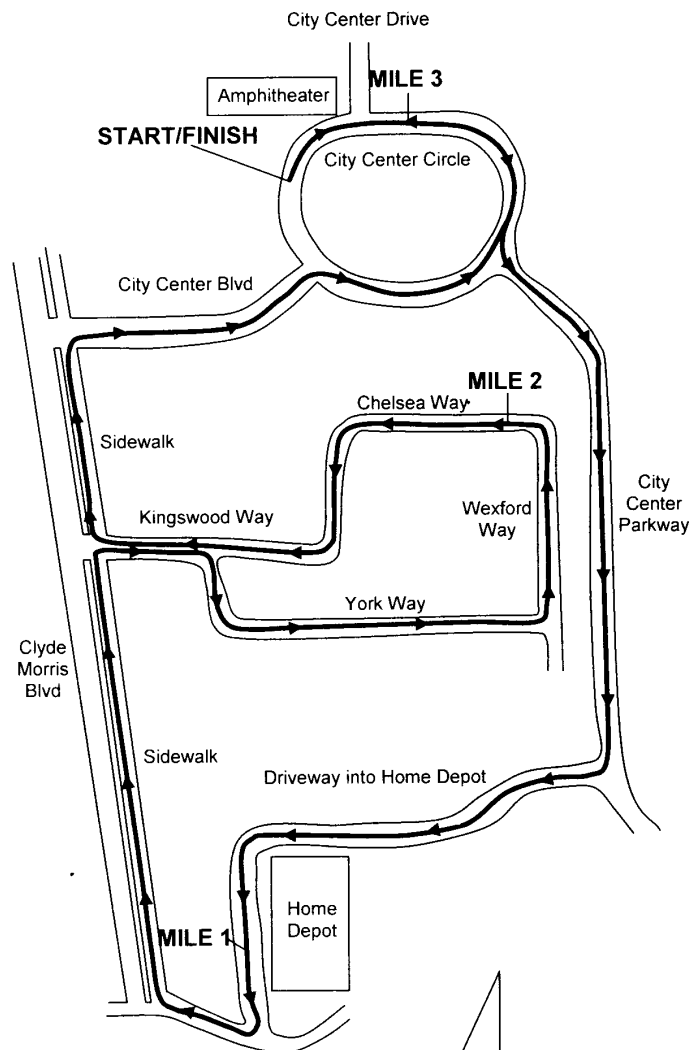 City Center Drive
MILE 3
Amphitheater
START/FINISH
City Center Circle
City Center Blvd
MILE 2
Chelsea Way
Sidewalk
Kingswood Way
Wexford
Way
City
Center
Parkway
York Way
Clyde
Morris
Blvd
Sidewalk
Driveway into Home Depot
Home
Depot
MILE 1